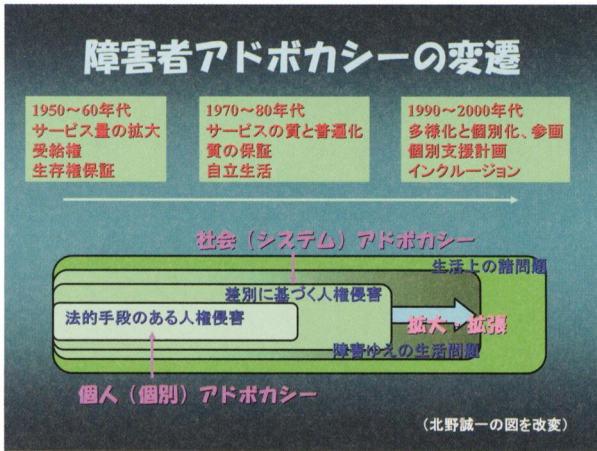 障害者アドボカシーの変遷
1950〜60年代
サービス量の拡大
受給権
生存権保証
1970〜80年代
サービスの質と普遍化
質の保証
自立生活
1990〜2000年代
多様化と個別化、参画
個別支援計画
インクルージョン
社会（システム）アドボカシー
生活上の諸問題
差別に基づく人権侵害
法的手段のある人権侵害
拡大・拡張
障害ゆえの生活問題
個人（個別）アドボカシー
（北野誠一の図を改変）